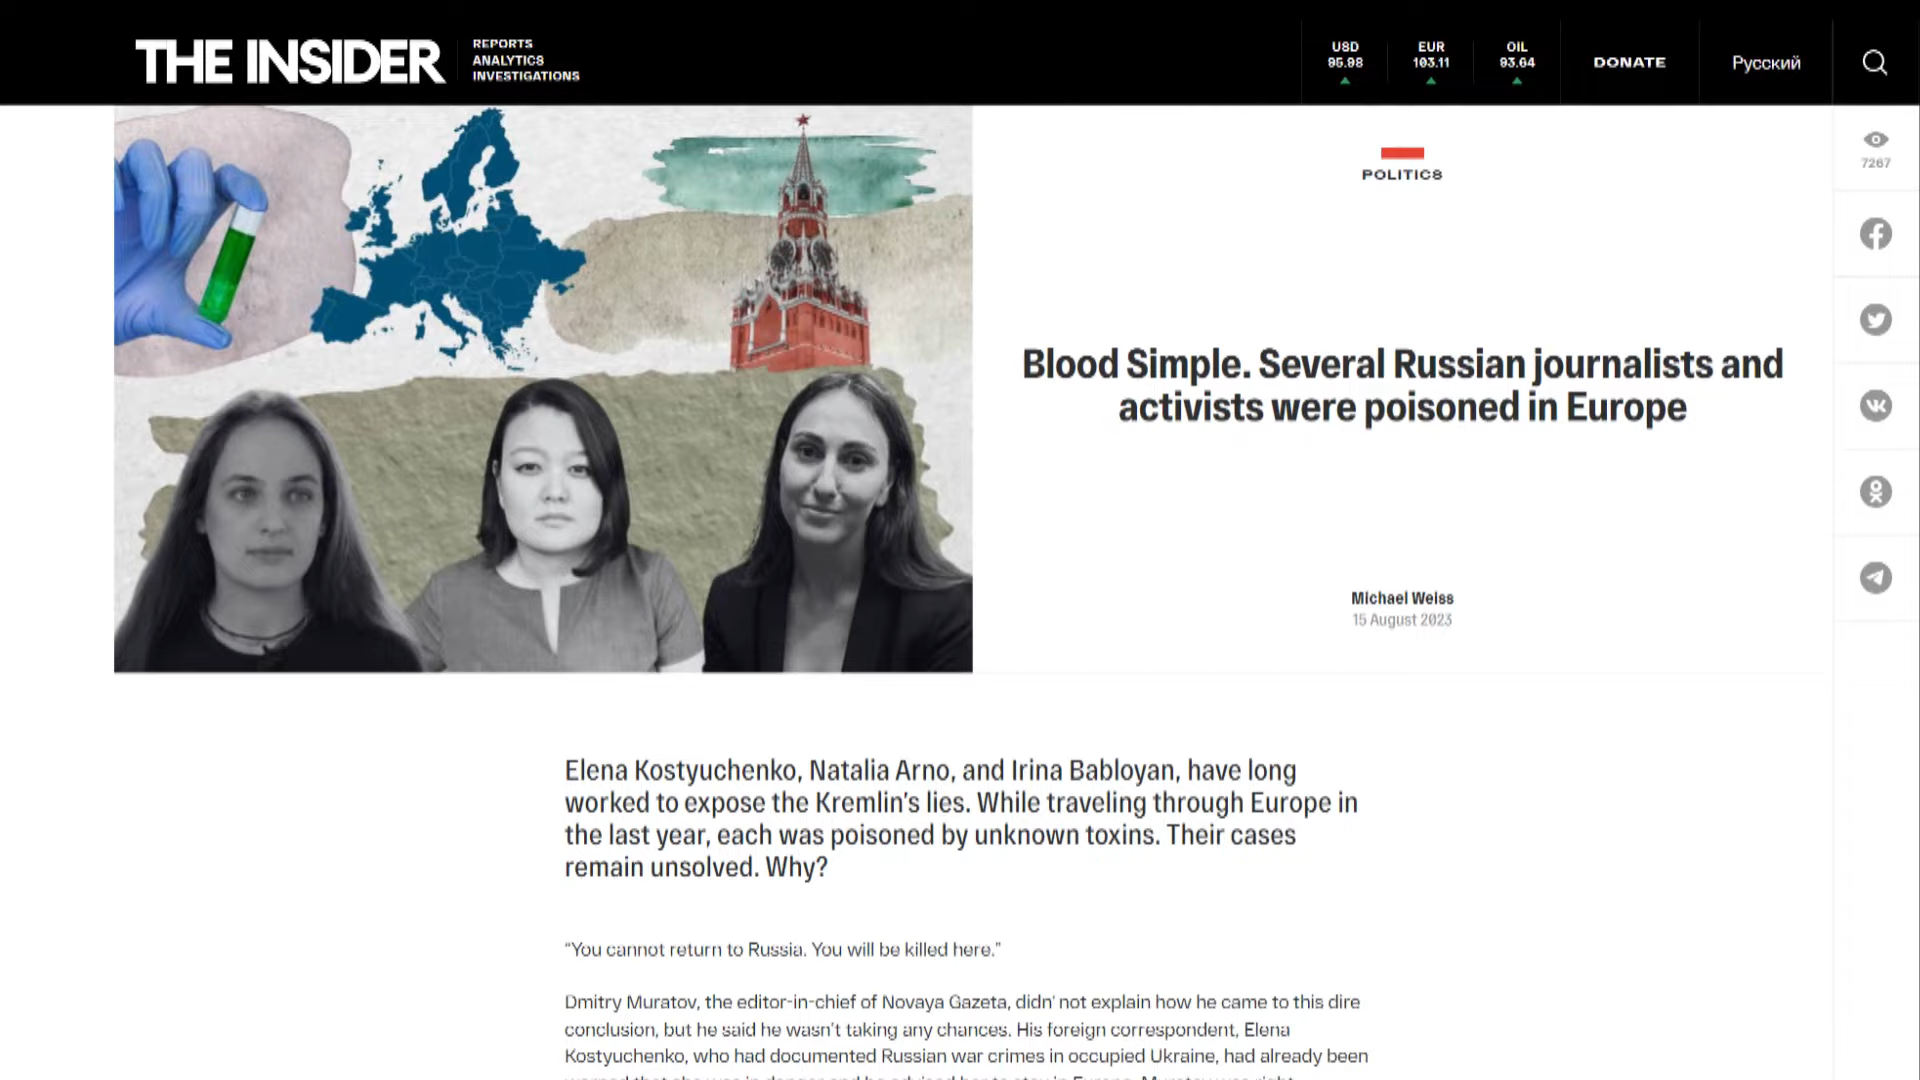 THE INSIDER
REPORTS
ANALYTICS
INVESTIGATIONS
USD
95.98
EUR
103.11
OIL
93.64
DONATE
Русский
7267
POLITICS
Blood Simple. Several Russian journalists and
activists were poisoned in Europe
Michael Weiss
15 August 2023
Elena Kostyuchenko, Natalia Arno, and Irina Babloyan, have long
worked to expose the Kremlin’s lies. While traveling through Europe in
the last year, each was poisoned by unknown toxins. Their cases
remain unsolved. Why?
“You cannot return to Russia. You will be killed here.”
Dmitry Muratov, the editor-in-chief of Novaya Gazeta, didn’ not explain how he came to this dire
conclusion, but he said he wasn’t taking any chances. His foreign correspondent, Elena
Kostyuchenko, who had documented Russian war crimes in occupied Ukraine, had already been